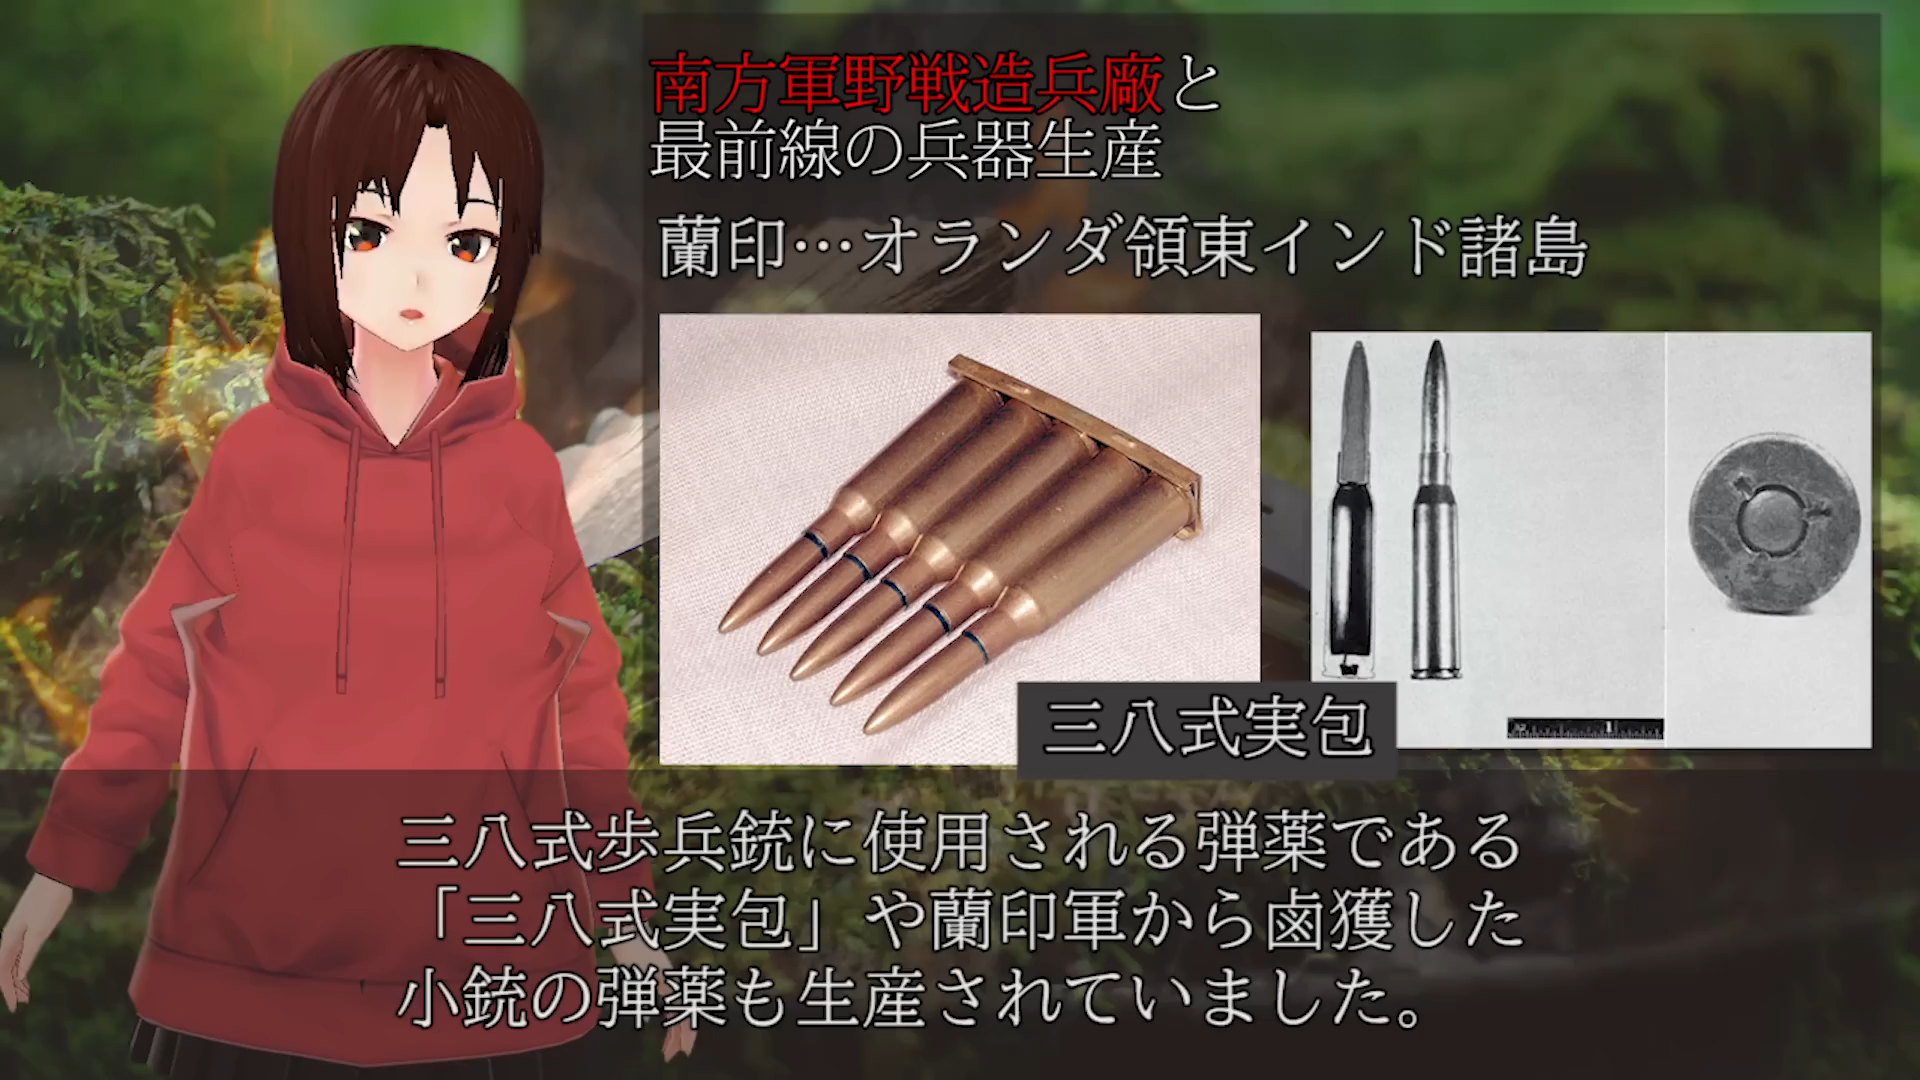 南方軍野戦造兵廠と
最前線の兵器生産
蘭印…オランダ領東インド諸島
三八式実包
三八式歩兵銃に使用される弾薬である
「三八式実包」や蘭印軍から鹵獲した
小銃の弾薬も生産されていました。